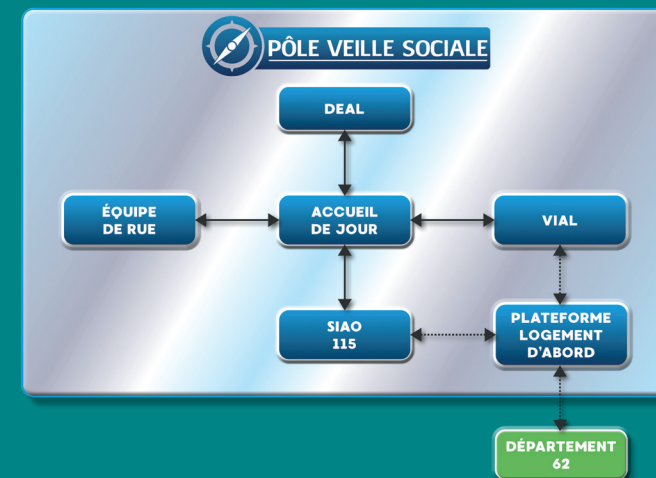 PÔLE VEILLE SOCIALE
DEAL
ÉQUIPE
DE RUE
ACCUEIL
DE JOUR
VIAL
SIAO
115
PLATEFORME
LOGEMENT
D'ABORD
DÉPARTEMENT
62